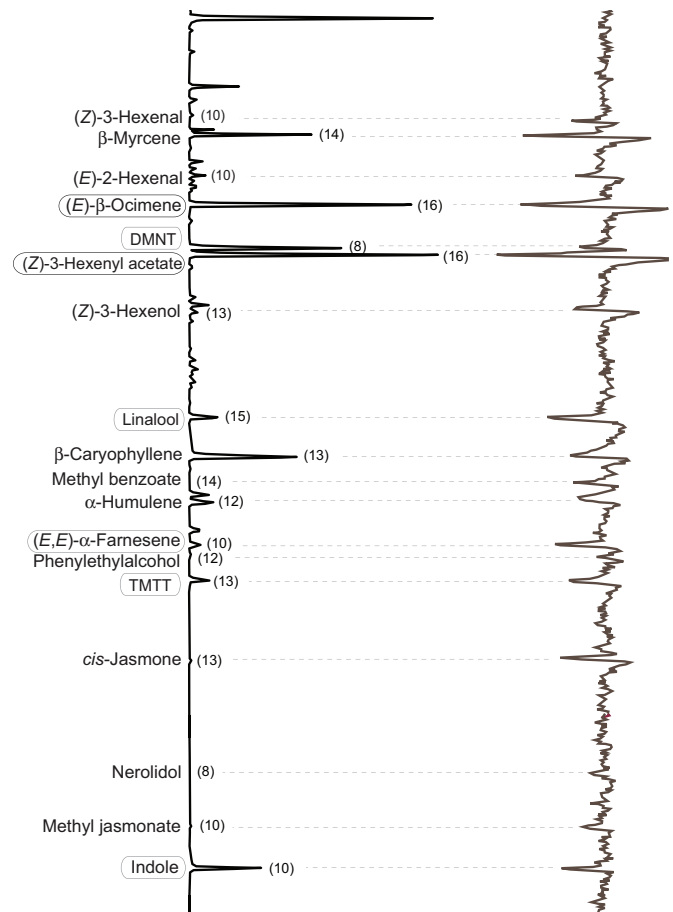 (Z)-3-Hexenal (10)
β-Myrcene (14)
(E)-2-Hexenal (10)
(E)-β-Ocimene (16)
DMNT (8)
(Z)-3-Hexenyl acetate (16)
(Z)-3-Hexenol (13)
Linalool (15)
β-Caryophyllene (13)
Methyl benzoate (14)
α-Humulene (12)
(E,E)-α-Farnesene (10)
Phenylethylalcohol (12)
TMTT (13)
cis-Jasmone (13)
Nerolidol (8)
Methyl jasmonate (10)
Indole (10)